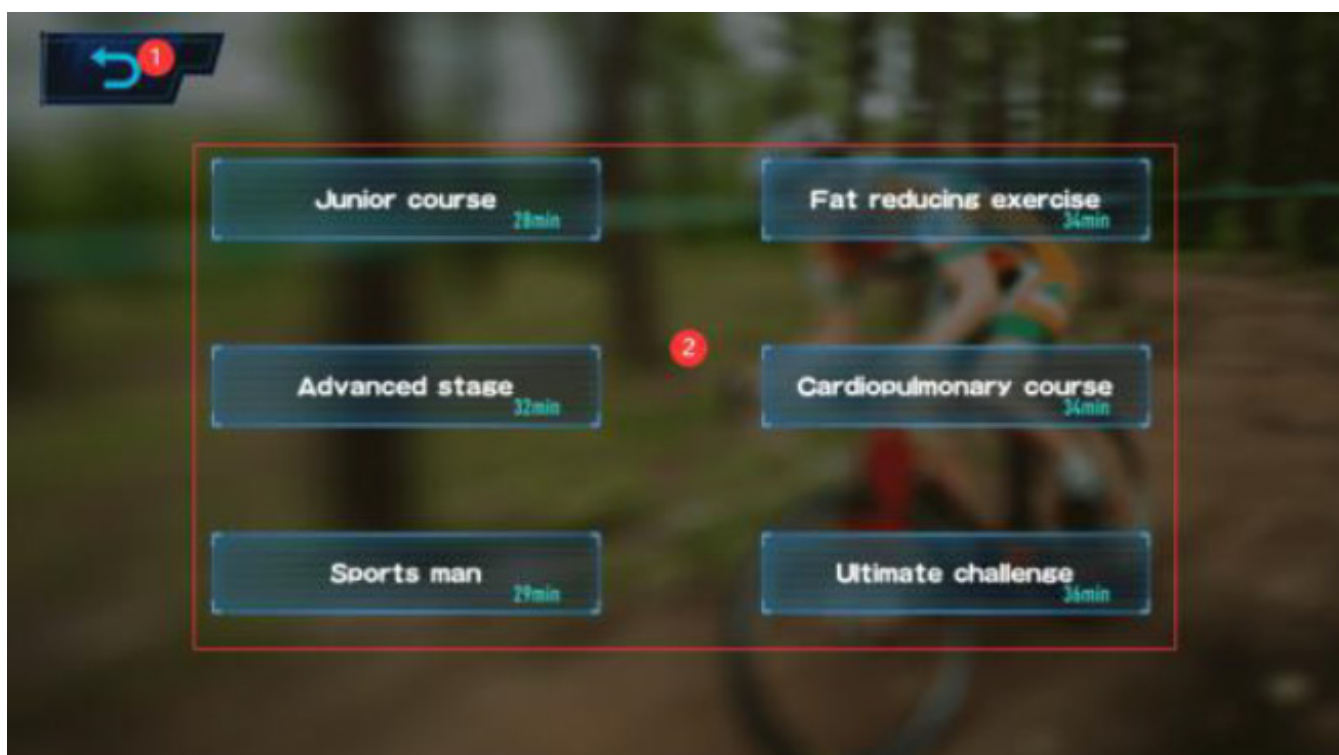 1
Junior course
28min
Fat reducing exercise
34min
2
Advanced stage
32min
Cardiopulmonary course
34min
Sports man
29min
Ultimate challenge
36min